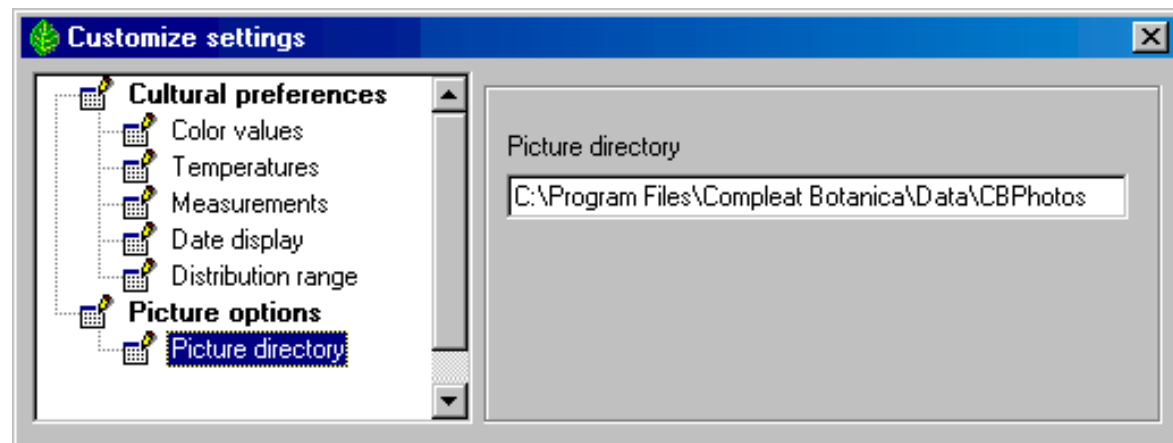 Customize settings
Cultural preferences
Color values
Temperatures
Measurements
Date display
Distribution range
Picture options
Picture directory
Picture directory
C:\Program Files\Compleat Botanica\Data\CBPhotos